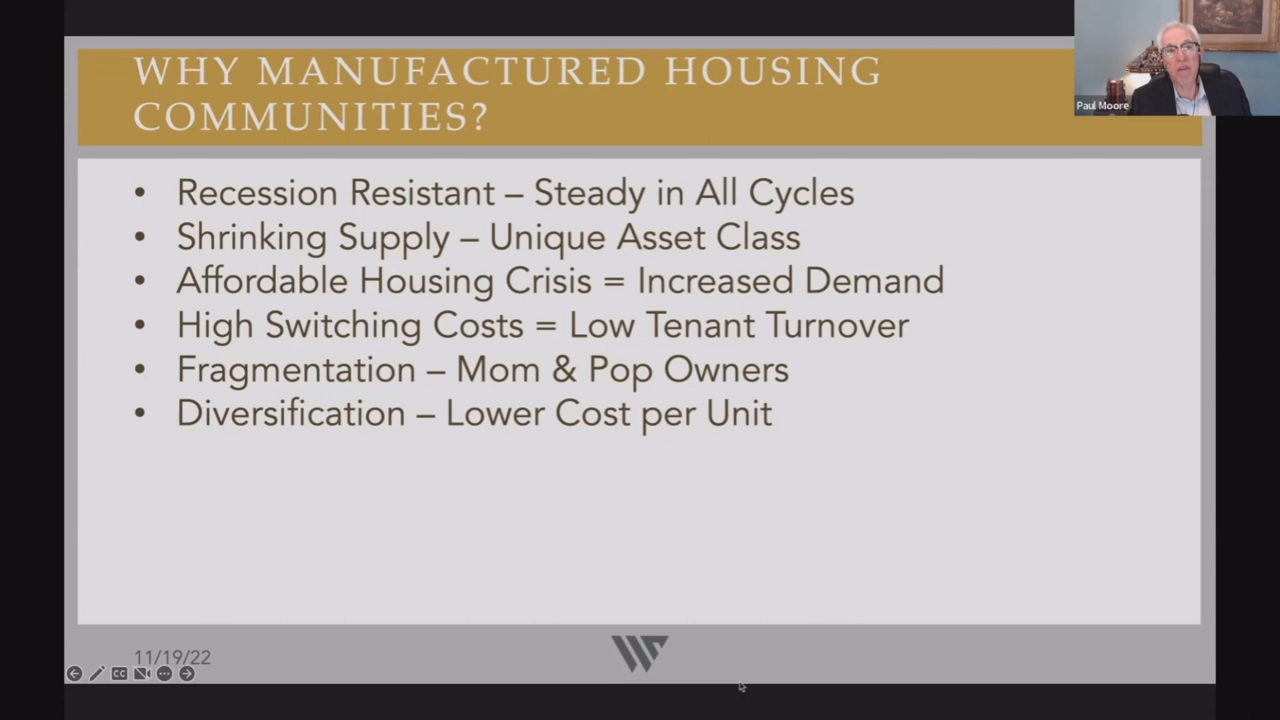 WHY MANUFACTURED HOUSING
COMMUNITIES?
Paul Moore
• Recession Resistant – Steady in All Cycles
• Shrinking Supply – Unique Asset Class
• Affordable Housing Crisis = Increased Demand
• High Switching Costs = Low Tenant Turnover
• Fragmentation – Mom & Pop Owners
• Diversification – Lower Cost per Unit
11/19/22
CC